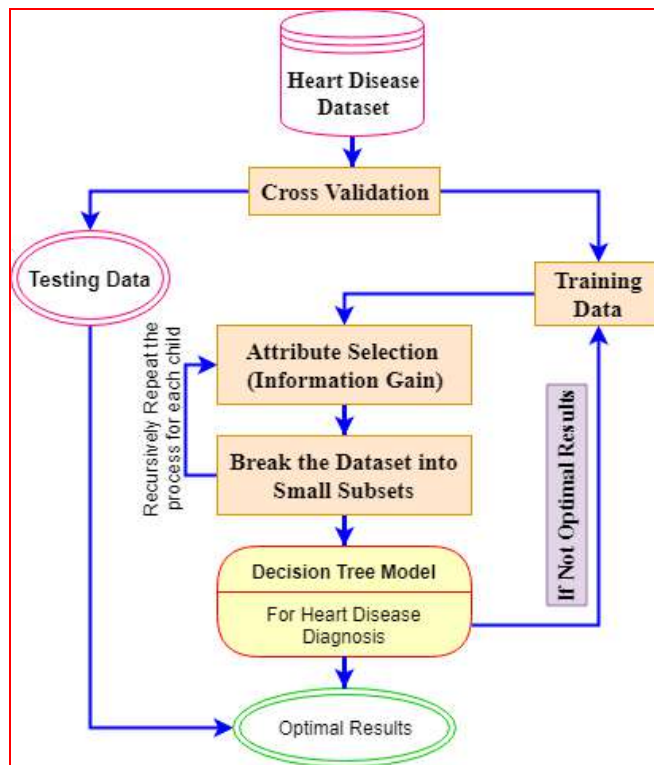 Heart Disease
Dataset
Cross Validation
Testing Data
Training
Data
Attribute Selection
(Information Gain)
Recursively Repeat the
process for each child
Break the Dataset into
Small Subsets
If Not Optimal Results
Decision Tree Model
For Heart Disease
Diagnosis
Optimal Results